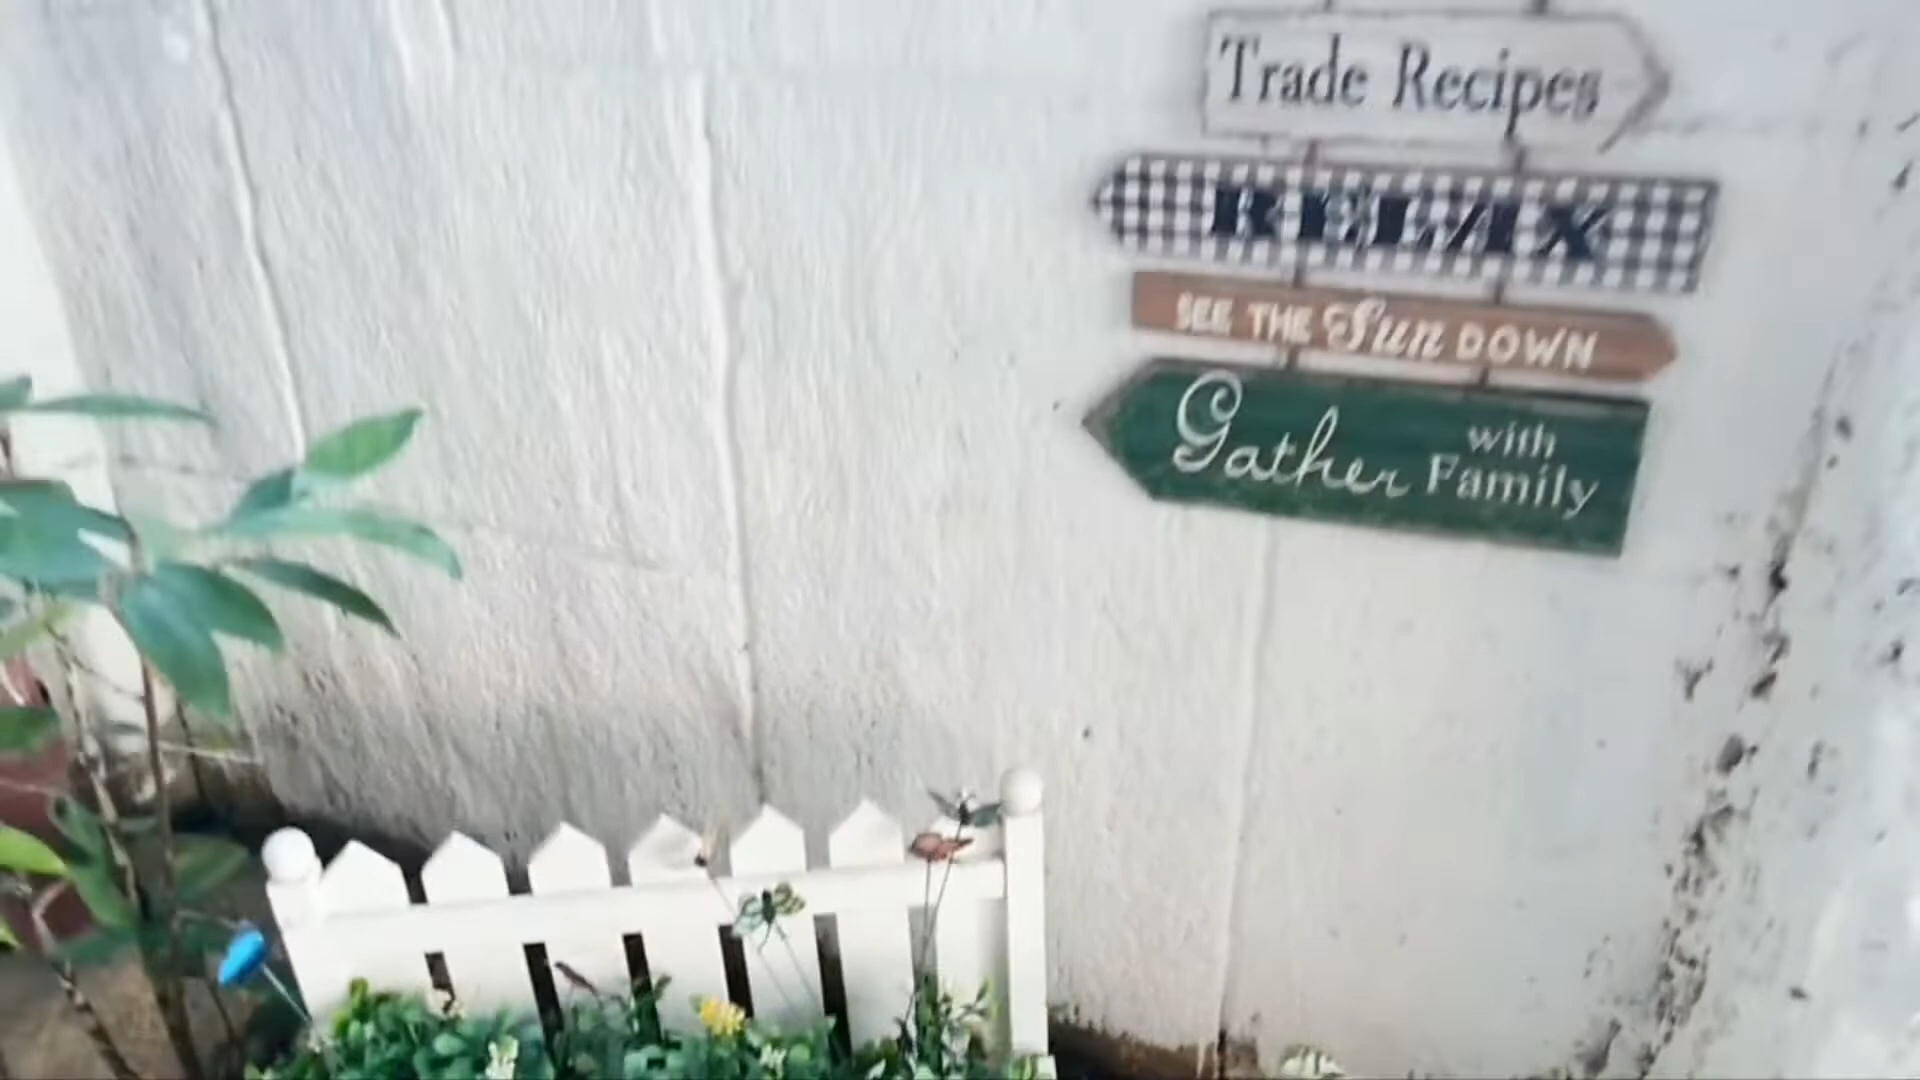 Trade Recipes
RELAX
SEE THE Sun DOWN
Gather with Family